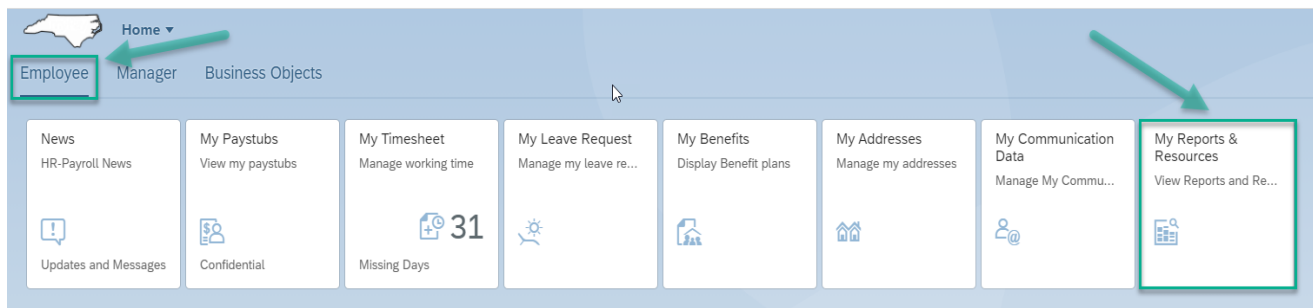 Home
Employee Manager Business Objects
News
HR-Payroll News
Updates and Messages
My Paystubs
View my paystubs
Confidential
My Timesheet
Manage working time
31
Missing Days
My Leave Request
Manage my leave re...
My Benefits
Display Benefit plans
My Addresses
Manage my addresses
My Communication
Data
Manage My Commu...
My Reports &
Resources
View Reports and Re...